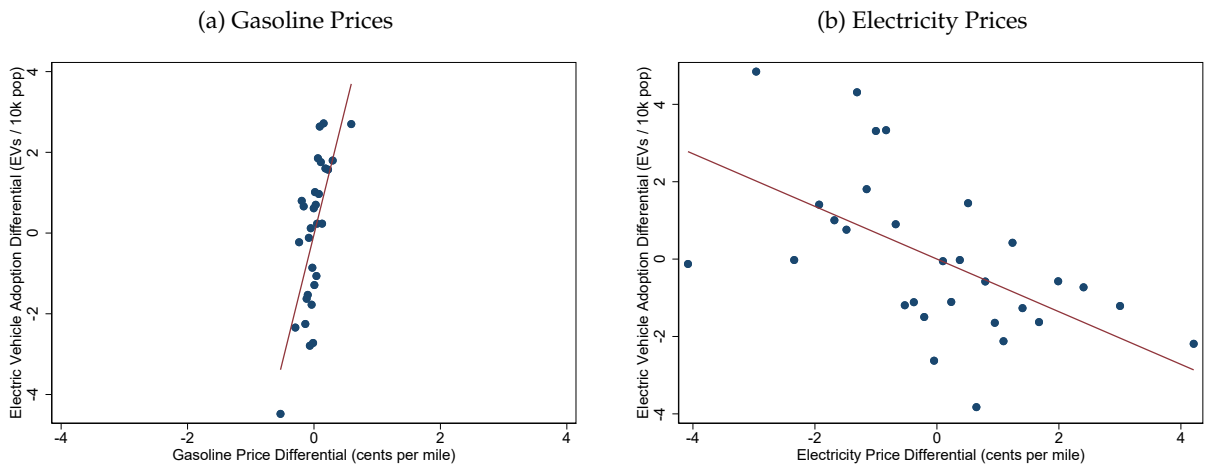 (a) Gasoline Prices
Electric Vehicle Adoption Differential (EVs / 10k pop)
4
2
0
-2
-4
-4 -2 0 2 4
Gasoline Price Differential (cents per mile)
(b) Electricity Prices
Electric Vehicle Adoption Differential (EVs / 10k pop)
4
2
0
-2
-4
-4 -2 0 2 4
Electricity Price Differential (cents per mile)